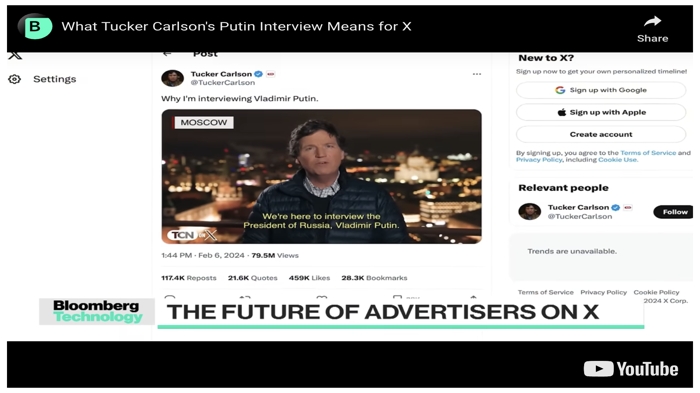 B
What Tucker Carlson's Putin Interview Means for X
Share
Settings
Post
Tucker Carlson
@TuckerCarlson
Why I'm interviewing Vladimir Putin.
MOSCOW
We're here to interview the
President of Russia, Vladimir Putin.
TCN
1:44 PM · Feb 6, 2024 · 79.5M Views
117.4K Reposts 21.6K Quotes 459K Likes 28.3K Bookmarks
New to X?
Sign up now to get your own personalized timeline!
Sign up with Google
Sign up with Apple
Create account
By signing up, you agree to the Terms of Service and
Privacy Policy, including Cookie Use.
Relevant people
Tucker Carlson
@TuckerCarlson
Follow
Trends are unavailable.
Terms of Service Privacy Policy Cookie Policy
2024 X Corp.
Bloomberg
Technology
THE FUTURE OF ADVERTISERS ON X
YouTube